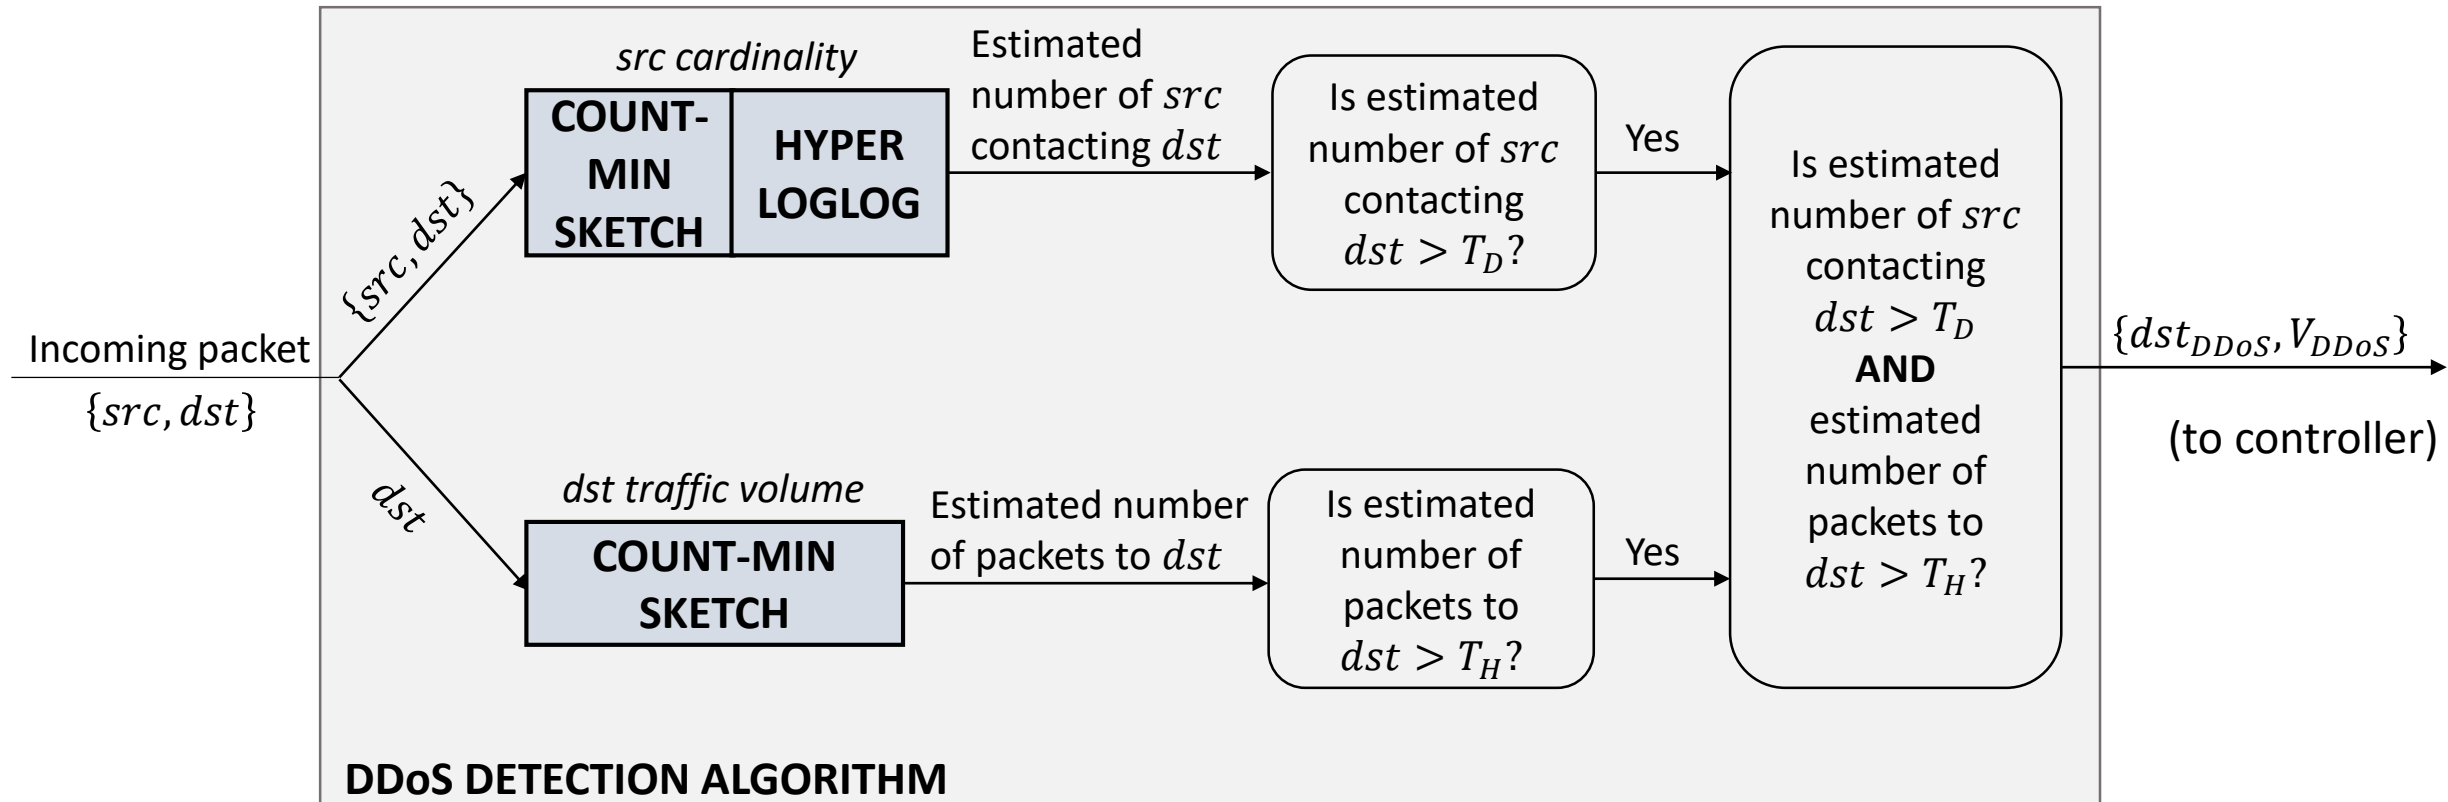 Incoming packet
{src, dst}
{src, dst}
dst
src cardinality
COUNT-
MIN
SKETCH
HYPER
LOGLOG
Estimated
number of src
contacting dst
Is estimated
number of src
contacting
dst > T_D?
Yes
dst traffic volume
COUNT-MIN
SKETCH
Estimated number
of packets to dst
Is estimated
number of
packets to
dst > T_H?
Yes
Is estimated
number of src
contacting
dst > T_D
AND
estimated
number of
packets to
dst > T_H?
{dst_DDoS, V_DDoS}
(to controller)
DDoS DETECTION ALGORITHM